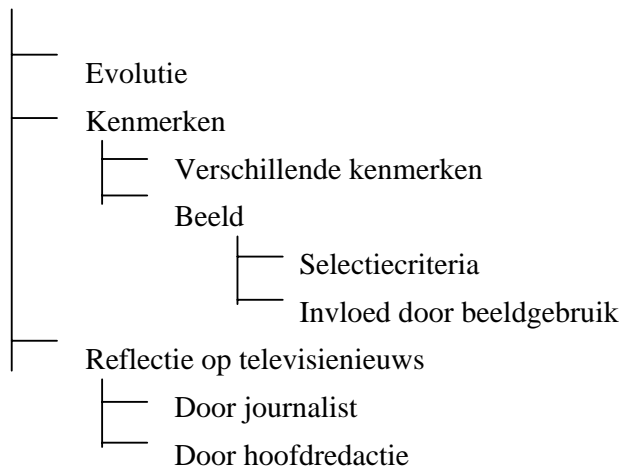 Evolutie
Kenmerken
Verschillende kenmerken
Beeld
Selectiecriteria
Invloed door beeldgebruik
Reflectie op televisienieuws
Door journalist
Door hoofdredactie